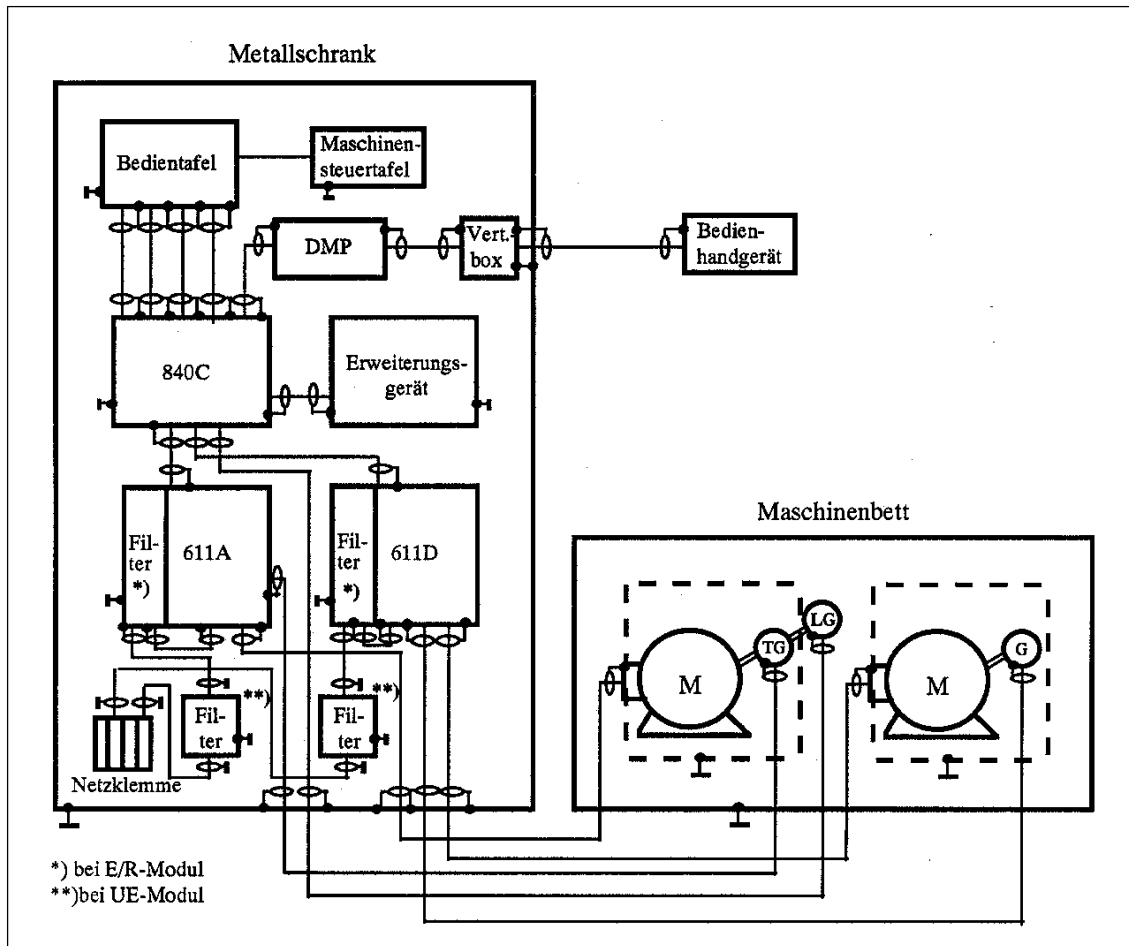 Metallschrank
Bedientafel
Maschinen-
steuertafel
DMP
Vert.
box
Bedien-
handgerät
840C
Erweiterungs-
gerät
Fil-
ter
*)
611A
Fil-
ter
*)
611D
Maschinenbett
M
TG
LG
M
G
Fil-
ter
**)
Fil-
ter
**)
Netzklemme
*) bei E/R-Modul
**)bei UE-Modul